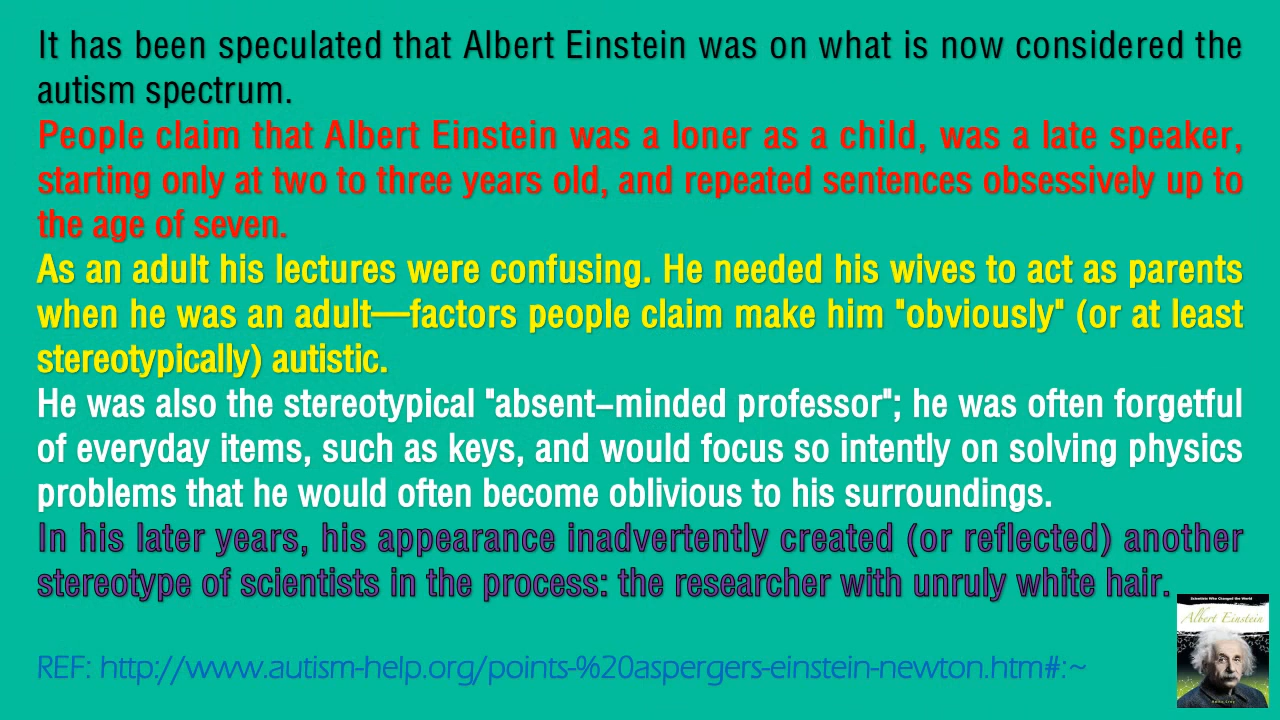 It has been speculated that Albert Einstein was on what is now considered the
autism spectrum.
People claim that Albert Einstein was a loner as a child, was a late speaker,
starting only at two to three years old, and repeated sentences obsessively up to
the age of seven.
As an adult his lectures were confusing. He needed his wives to act as parents
when he was an adult—factors people claim make him "obviously" (or at least
stereotypically) autistic.
He was also the stereotypical "absent-minded professor"; he was often forgetful
of everyday items, such as keys, and would focus so intently on solving physics
problems that he would often become oblivious to his surroundings.
In his later years, his appearance inadvertently created (or reflected) another
stereotype of scientists in the process: the researcher with unruly white hair.
Scientists Who Changed the World
Albert Einstein
REF: http://www.autism-help.org/points-%20aspergers-einstein-newton.htm#:~